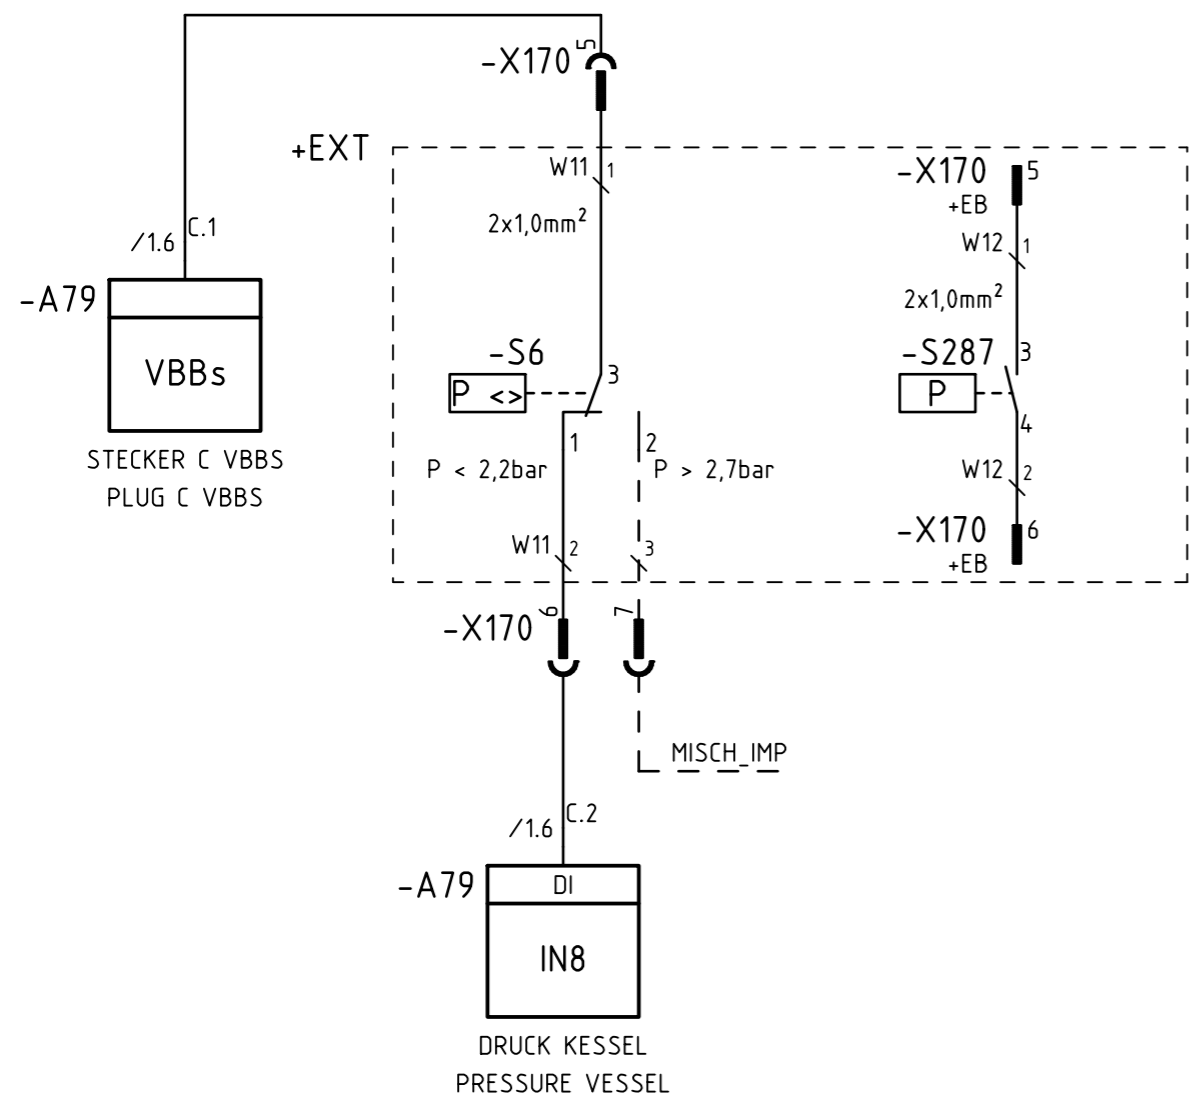 -X170 5
+EXT
W11 1
-X170 5
+EB
2x1,0mm²
C.1
/1.6
W12 1
-A79
2x1,0mm²
VBBs
-S6
-S287 3
P <>
3
P
1
2
4
STECKER C VBBS
P < 2,2bar
P > 2,7bar
W12 2
PLUG C VBBS
-X170 6
W11 2
3
+EB
-X170 6
7
MISCH_IMP
C.2
/1.6
-A79
DI
IN8
DRUCK KESSEL
PRESSURE VESSEL